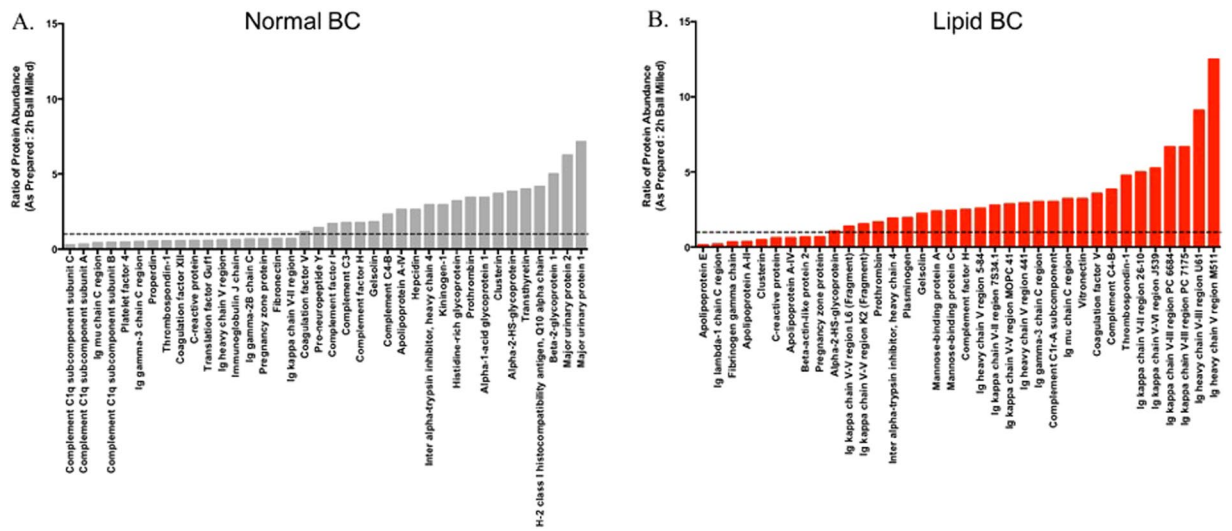 A.
Normal BC
Ratio of Protein Abundance
(As Prepared : 2h Ball Milled)
15
10
5
0
Complement C1q subcomponent subunit C
Complement C1q subcomponent subunit A
Ig mu chain C region
Complement C1q subcomponent subunit B
Platelet factor 4
Ig gamma-3 chain C region
Properdin
Thrombospondin-1
Coagulation factor XII
C-reactive protein
Translation factor Guf1
Ig heavy chain V region
Immunoglobulin J chain
Ig gamma-2B chain C
Pregnancy zone protein
Fibronectin
Ig kappa chain V-II region
Coagulation factor V
Pro-neuropeptide Y
Complement factor I
Complement C3
Complement factor H
Gelsolin
Complement C4-B
Apolipoprotein A-IV
Hepcidin
Inter alpha-trypsin inhibitor, heavy chain 4
Kininogen-1
Histidine-rich glycoprotein
Prothrombin
Alpha-1-acid glycoprotein 1
Clusterin
Alpha-2-HS-glycoprotein
Transthyretin
H-2 class I histocompatibility antigen, Q10 alpha chain
Beta-2-glycoprotein 1
Major urinary protein 2
Major urinary protein 1
B.
Lipid BC
Ratio of Protein Abundance
(As Prepared : 2h Ball Milled)
15
10
5
0
Apolipoprotein E
Ig lambda-1 chain C region
Fibrinogen gamma chain
Apolipoprotein A-II
Clusterin
C-reactive protein
Apolipoprotein A-IV
Beta-actin-like protein 2
Pregnancy zone protein
Alpha-2-HS-glycoprotein
Ig kappa chain V-V region L6 (Fragment)
Ig kappa chain V-V region K2 (Fragment)
Prothrombin
Inter alpha-trypsin inhibitor, heavy chain 4
Plasminogen
Gelsolin
Mannose-binding protein A
Mannose-binding protein C
Complement factor H
Ig heavy chain V region 5-84
Ig kappa chain V-II region 7S34.1
Ig kappa chain V-V region MOPC 41
Ig heavy chain V region 441
Ig gamma-3 chain C region
Complement C1r-A subcomponent
Ig mu chain C region
Vitronectin
Coagulation factor V
Complement C4-B
Thrombospondin-1
Ig kappa chain V-II region 26-10
Ig kappa chain V-VI region J539
Ig kappa chain V-III region PC 6684
Ig kappa chain V-III region PC 7175
Ig heavy chain V-III region U61
Ig heavy chain V region M511